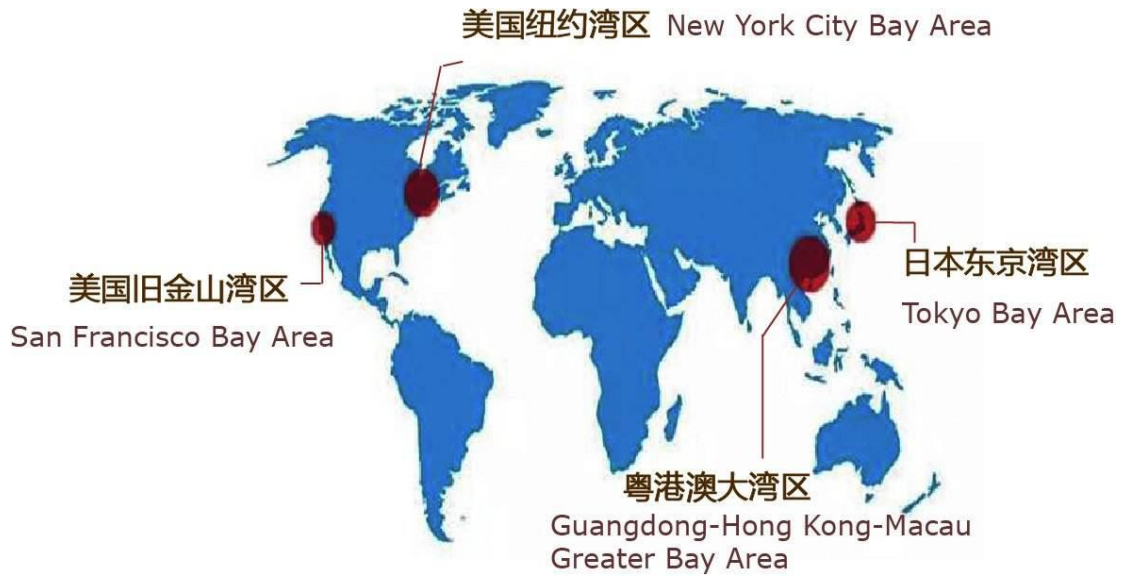 美国纽约湾区 New York City Bay Area
美国旧金山湾区
San Francisco Bay Area
日本东京湾区
Tokyo Bay Area
粤港澳大湾区
Guangdong-Hong Kong-Macau
Greater Bay Area